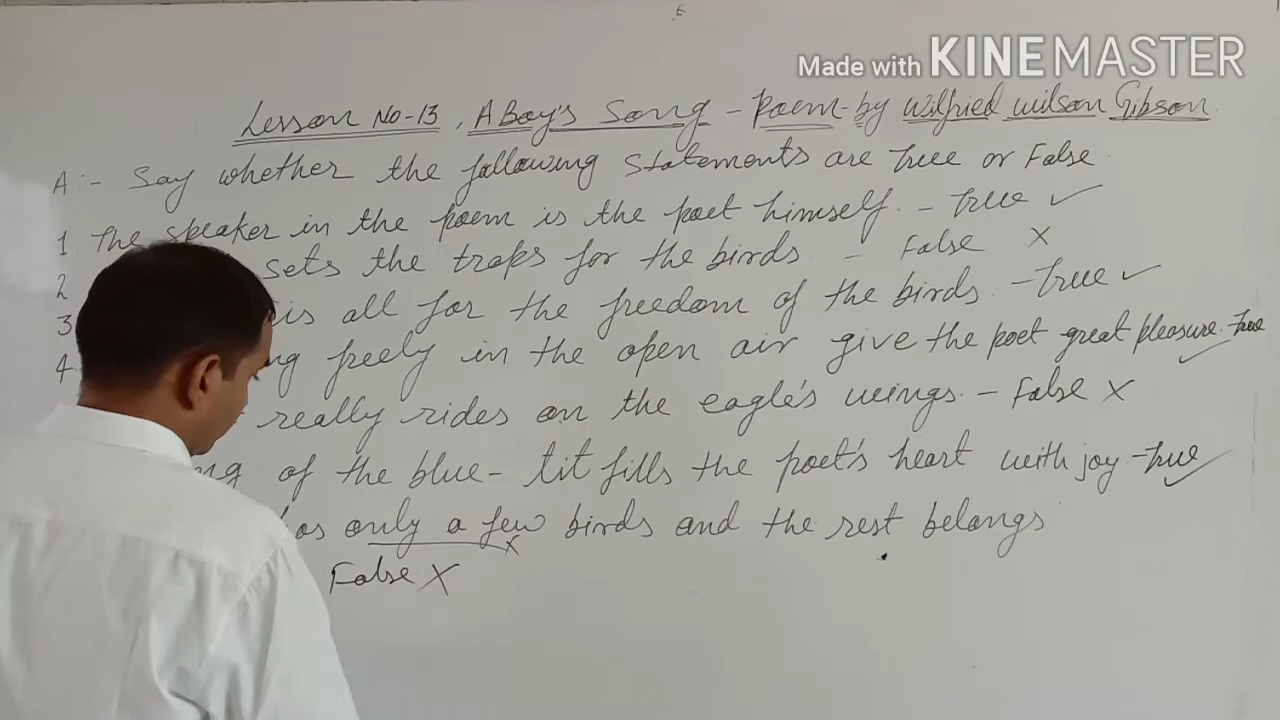 Made with KINEMASTER
Lesson No-13, A Boy's Song - Poem - by Wilfried Wilson Gibson.
A:- Say whether the following statements are True or False
1. The speaker in the poem is the poet himself. - True ✓
2 sets the traps for the birds - False X
3 is all for the freedom of the birds. - True ✓
4. freely in the open air give the poet great pleasure. True ✓
really rides on the eagle's wings. - False X
of the blue-tit fills the poet's heart with joy - True ✓
only a few birds and the rest belongs
False X